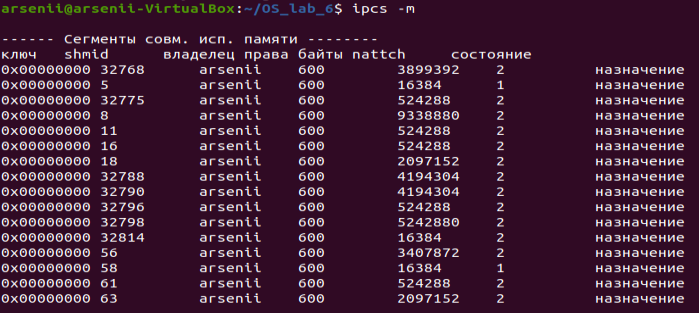 arsenii@arsenii-VirtualBox:~/OS_lab_6$ ipcs -m
------ Сегменты совм. исп. памяти --------
ключ shmid владелец права байты nattch состояние
0x00000000 32768 arsenii 600 3899392 2 назначение
0x00000000 5 arsenii 600 16384 1 назначение
0x00000000 32775 arsenii 600 524288 2 назначение
0x00000000 8 arsenii 600 9338880 2 назначение
0x00000000 11 arsenii 600 524288 2 назначение
0x00000000 16 arsenii 600 524288 2 назначение
0x00000000 18 arsenii 600 2097152 2 назначение
0x00000000 32788 arsenii 600 4194304 2 назначение
0x00000000 32790 arsenii 600 4194304 2 назначение
0x00000000 32796 arsenii 600 524288 2 назначение
0x00000000 32798 arsenii 600 5242880 2 назначение
0x00000000 32814 arsenii 600 16384 2 назначение
0x00000000 56 arsenii 600 3407872 2 назначение
0x00000000 58 arsenii 600 16384 1 назначение
0x00000000 61 arsenii 600 524288 2 назначение
0x00000000 63 arsenii 600 2097152 2 назначение